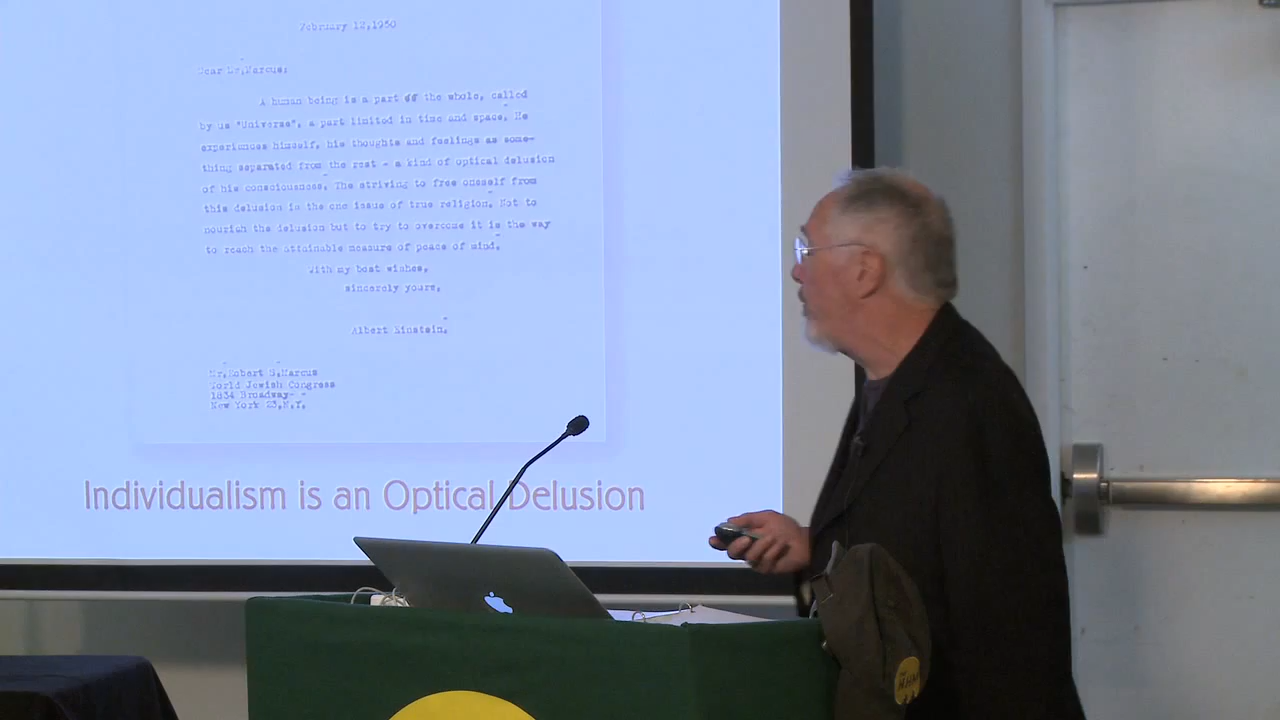 February 12, 1950
Dear Dr. Marcus:
A human being is a part of the whole, called
by us "Universe", a part limited in time and space. He
experiences himself, his thoughts and feelings as some-
thing separated from the rest - a kind of optical delusion
of his consciousness. The striving to free oneself from
this delusion is the one issue of true religion. Not to
nourish the delusion but to try to overcome it is the way
to reach the attainable measure of peace of mind.
With my best wishes,
sincerely yours,
Albert Einstein.
Mr. Robert S. Marcus
World Jewish Congress
1834 Broadway
New York 23, N.Y.
Individualism is an Optical Delusion